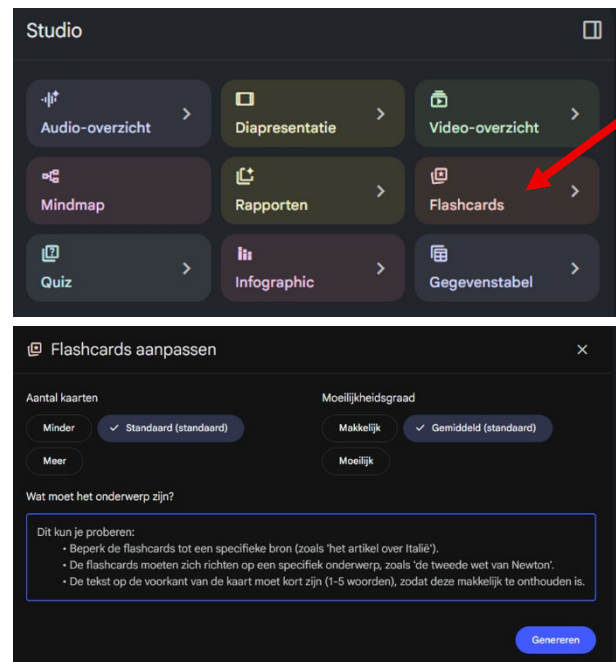 Studio
Audio-overzicht
Diapresentatie
Video-overzicht
Mindmap
Rapporten
Flashcards
Quiz
Infographic
Gegevenstabel
Flashcards aanpassen
Aantal kaarten
Moeilijkheidsgraad
Minder
Standaard (standaard)
Makkelijk
Gemiddeld (standaard)
Meer
Moeilijk
Wat moet het onderwerp zijn?
Dit kun je proberen:
• Beperk de flashcards tot een specifieke bron (zoals 'het artikel over Italië').
• De flashcards moeten zich richten op een specifiek onderwerp, zoals 'de tweede wet van Newton'.
• De tekst op de voorkant van de kaart moet kort zijn (1-5 woorden), zodat deze makkelijk te onthouden is.
Genereren